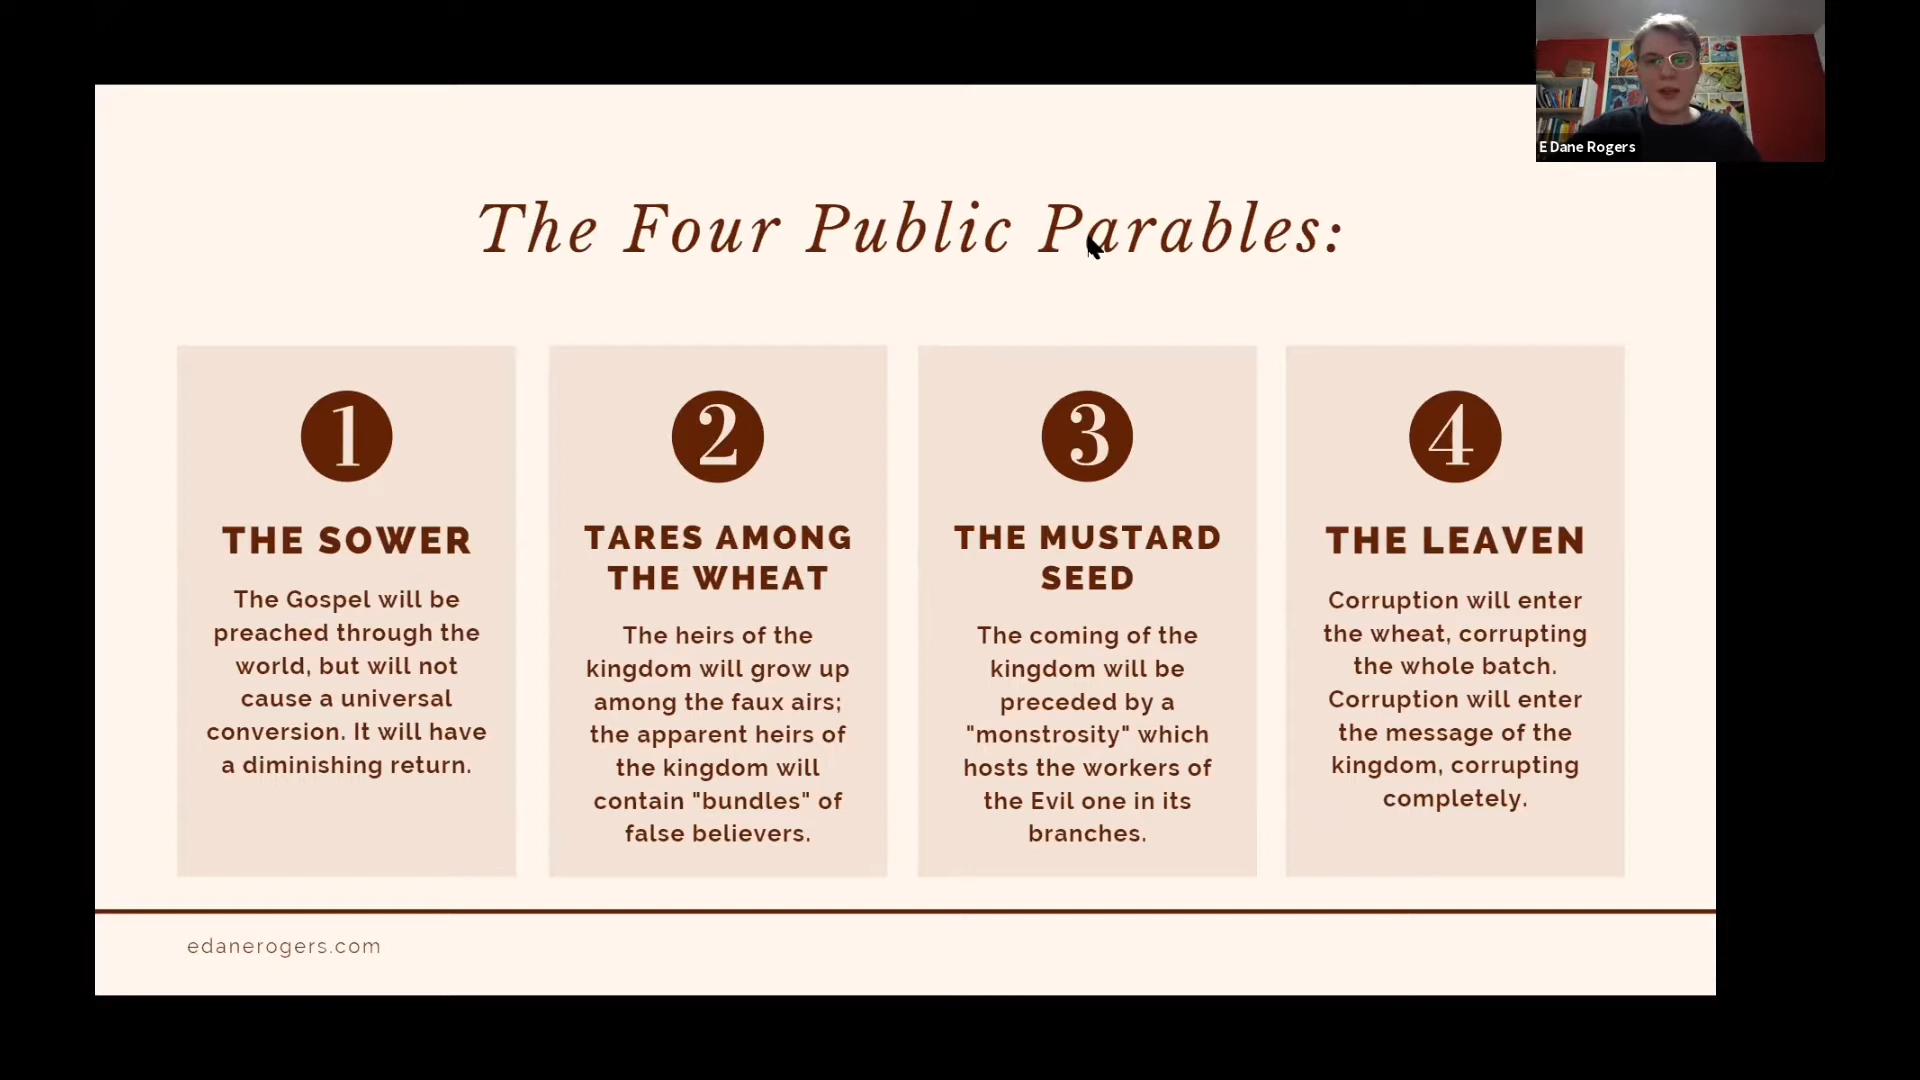 E Dane Rogers
The Four Public Parables:
1
THE SOWER
The Gospel will be
preached through the
world, but will not
cause a universal
conversion. It will have
a diminishing return.
2
TARES AMONG
THE WHEAT
The heirs of the
kingdom will grow up
among the faux airs;
the apparent heirs of
the kingdom will
contain "bundles" of
false believers.
3
THE MUSTARD
SEED
The coming of the
kingdom will be
preceded by a
"monstrosity" which
hosts the workers of
the Evil one in its
branches.
4
THE LEAVEN
Corruption will enter
the wheat, corrupting
the whole batch.
Corruption will enter
the message of the
kingdom, corrupting
completely.
edanerogers.com